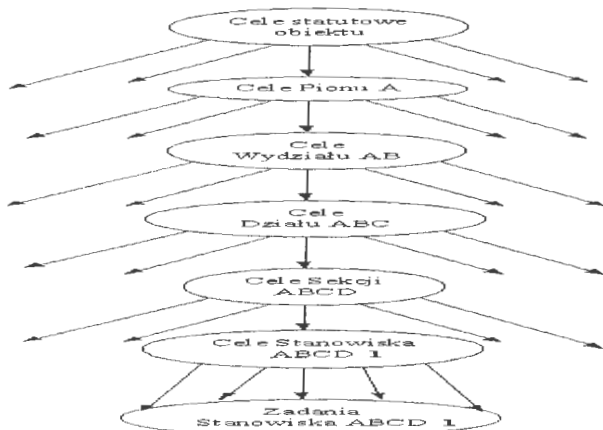 Cele statutowe
obiektu
Cele Pionu A
Cele
Wydziału AB
Cele
Działu ABC
Cele Sekcji
ABCD
Cele Stanowiska
ABCD 1
Zadania
Stanowiska ABCD 1